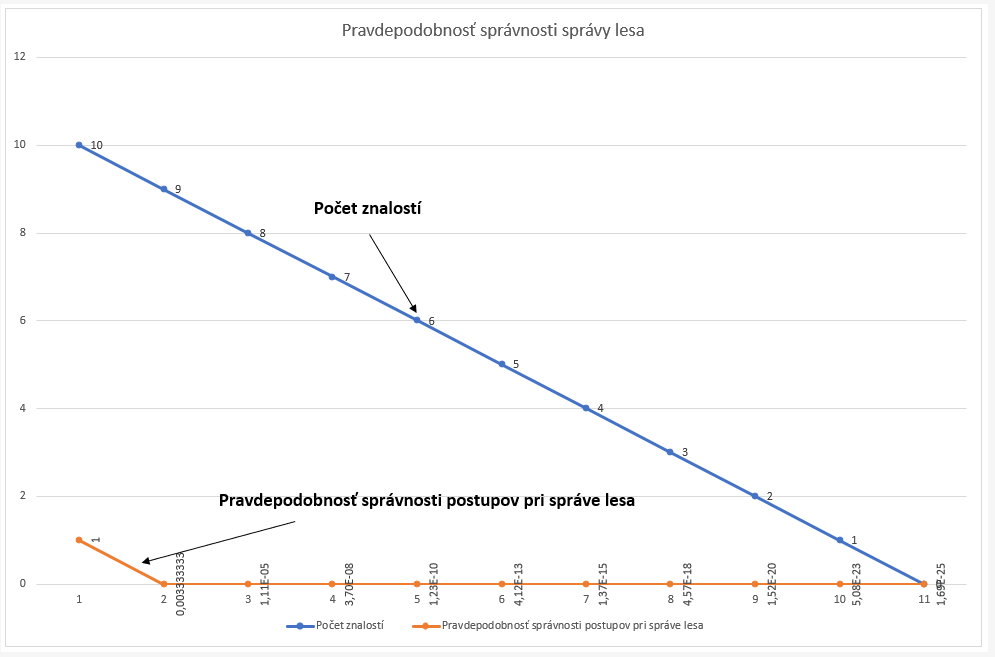 Pravdepodobnosť správnosti správy lesa
12
10
8
6
4
2
0
10
9
8
7
6
5
4
3
2
1
Počet znalostí
Pravdepodobnosť správnosti postupov pri správe lesa
1
0,003333333
1,11E-05
3,70E-08
1,23E-10
4,12E-13
1,37E-15
4,57E-18
1,52E-20
5,08E-23
1,69E-25
1 2 3 4 5 6 7 8 9 10 11
Počet znalostí Pravdepodobnosť správnosti postupov pri správe lesa